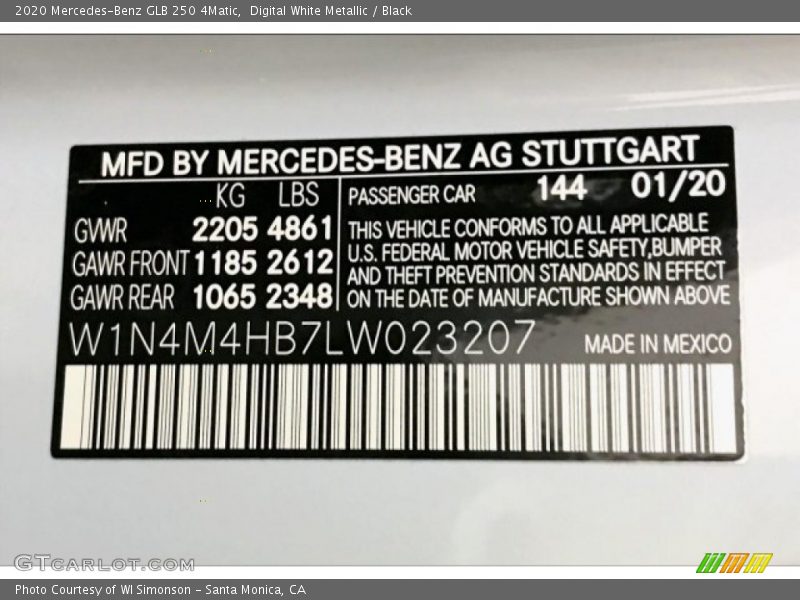 2020 Mercedes-Benz GLB 250 4Matic,  Digital White Metallic / Black
MFD BY MERCEDES-BENZ AG STUTTGART
KG LBS
GVWR 2205 4861
GAWR FRONT 1185 2612
GAWR REAR 1065 2348
PASSENGER CAR 144 01/20
THIS VEHICLE CONFORMS TO ALL APPLICABLE
U.S. FEDERAL MOTOR VEHICLE SAFETY,BUMPER
AND THEFT PREVENTION STANDARDS IN EFFECT
ON THE DATE OF MANUFACTURE SHOWN ABOVE
W1N4M4HB7LW023207 MADE IN MEXICO
GTCARLOT.COM
Photo Courtesy of WI Simonson - Santa Monica, CA